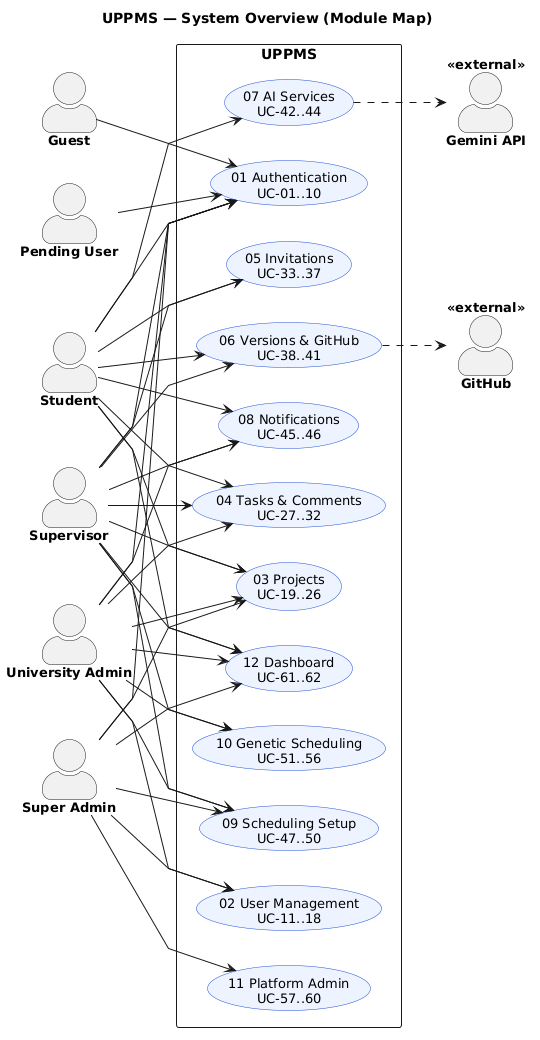 UPPMS — System Overview (Module Map)
UPPMS
«external»
07 AI Services
UC-42..44
Guest
Gemini API
01 Authentication
UC-01..10
Pending User
05 Invitations
UC-33..37
«external»
06 Versions & GitHub
UC-38..41
GitHub
Student
08 Notifications
UC-45..46
04 Tasks & Comments
UC-27..32
Supervisor
03 Projects
UC-19..26
12 Dashboard
UC-61..62
University Admin
10 Genetic Scheduling
UC-51..56
Super Admin
09 Scheduling Setup
UC-47..50
02 User Management
UC-11..18
11 Platform Admin
UC-57..60